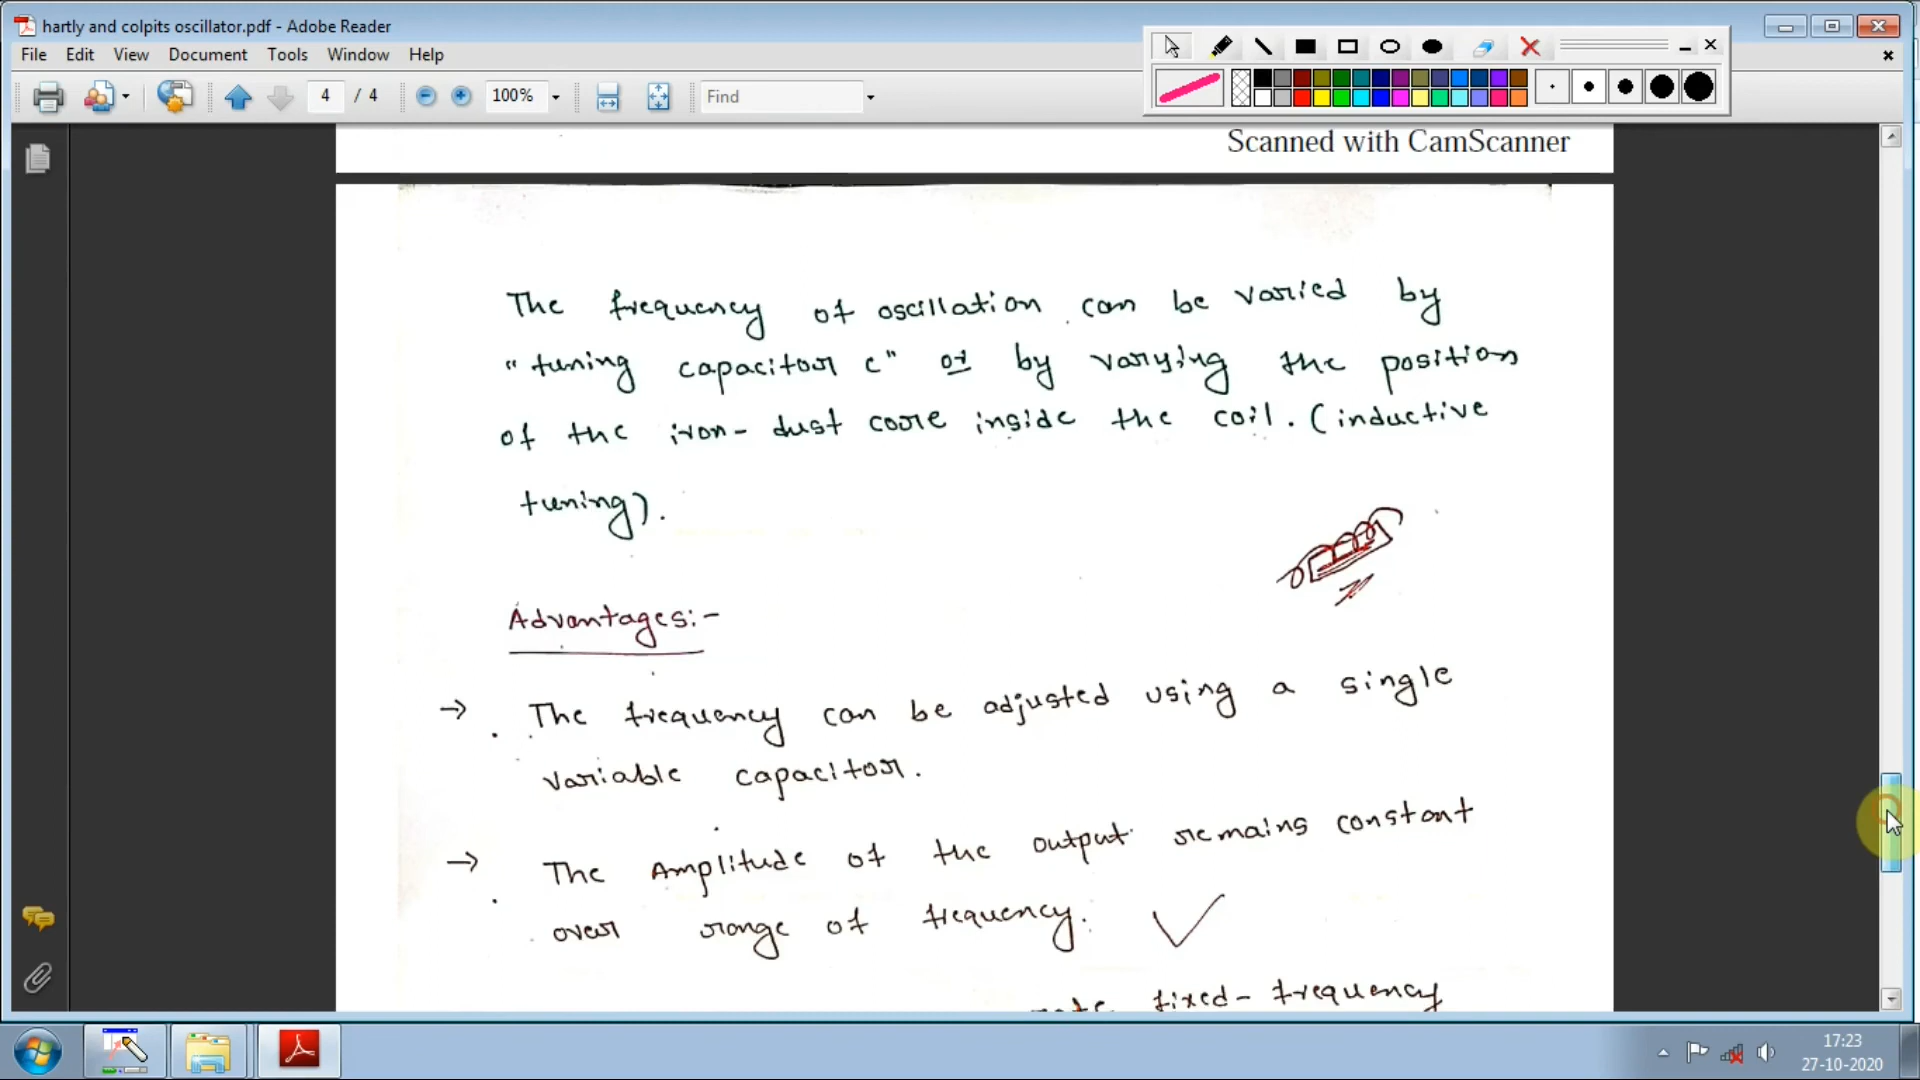 hartly and colpits oscillator.pdf - Adobe Reader
File Edit View Document Tools Window Help
4 / 4 100% Find
Scanned with CamScanner
The frequency of oscillation can be varied by
"tuning capacitor C" or by varying the position
of the iron-dust core inside the coil. (inductive
tuning).
Advantages:-
→ The frequency can be adjusted using a single
variable capacitor.
→ The Amplitude of the output remains constant
over range of frequency.
fixed-frequency
17:23
27-10-2020